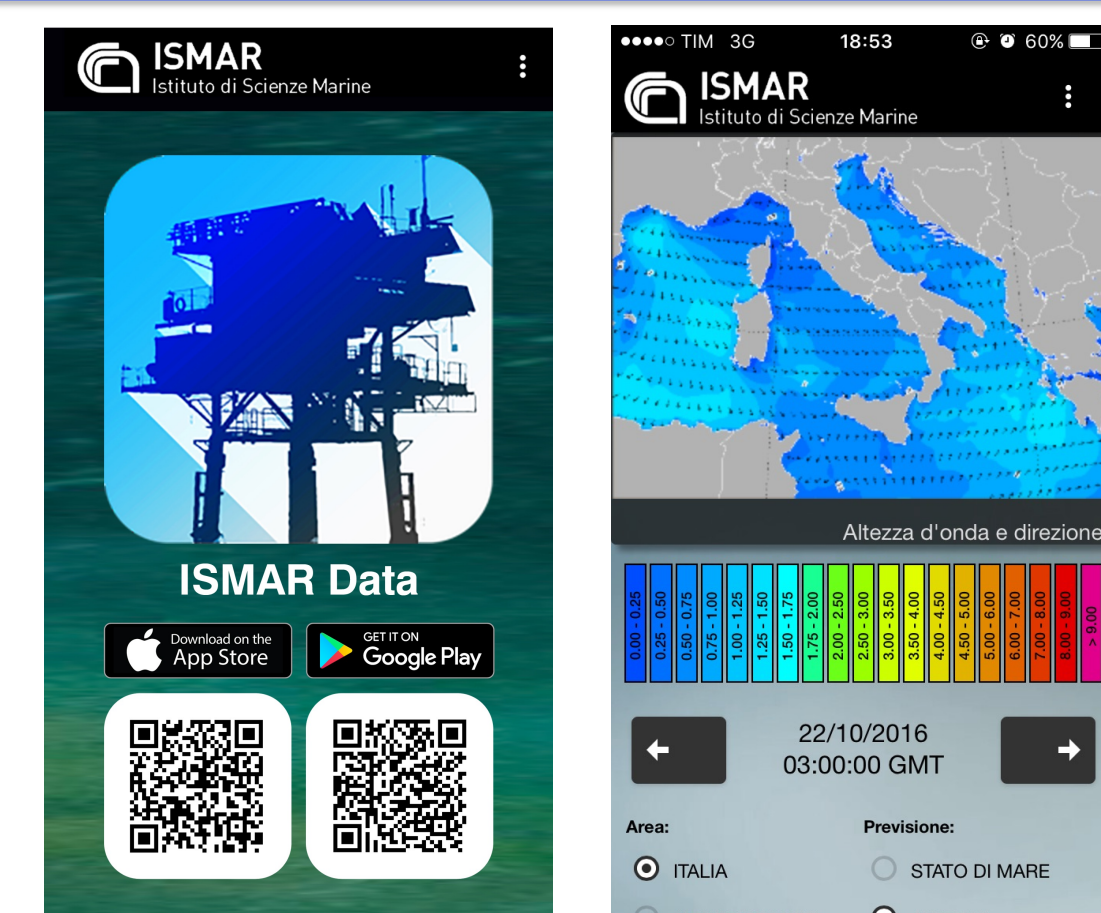 ISMAR
Istituto di Scienze Marine
ISMAR Data
Download on the
App Store
GET IT ON
Google Play
TIM 3G
18:53
60%
ISMAR
Istituto di Scienze Marine
Altezza d'onda e direzione
0.00 - 0.25
0.25 - 0.50
0.50 - 0.75
0.75 - 1.00
1.00 - 1.25
1.25 - 1.50
1.50 - 1.75
1.75 - 2.00
2.00 - 2.50
2.50 - 3.00
3.00 - 3.50
3.50 - 4.00
4.00 - 4.50
4.50 - 5.00
5.00 - 6.00
6.00 - 7.00
7.00 - 8.00
8.00 - 9.00
> 9.00
22/10/2016
03:00:00 GMT
Area:
Previsione:
ITALIA
STATO DI MARE